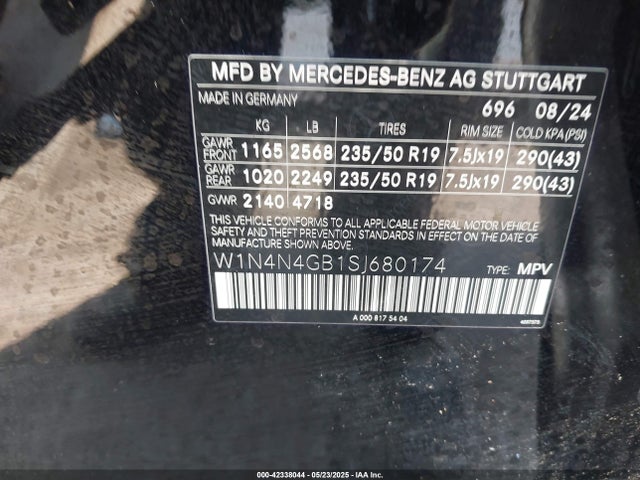 MFD BY MERCEDES-BENZ AG STUTTGART
MADE IN GERMANY 696 08/24
KG LB TIRES RIM SIZE COLD KPA (PSI)
GAWR FRONT 1165 2568 235/50 R19 7.5Jx19 290(43)
GAWR REAR 1020 2249 235/50 R19 7.5Jx19 290(43)
GVWR 2140 4718
THIS VEHICLE CONFORMS TO ALL APPLICABLE FEDERAL MOTOR VEHICLE
SAFETY AND THEFT PREVENTION STANDARDS IN EFFECT ON THE DATE
OF MANUFACTURE SHOWN ABOVE.
W1N4N4GB1SJ680174 TYPE: MPV
A 000 817 54 04
000-42338044 - 05/23/2025 - IAAI.com